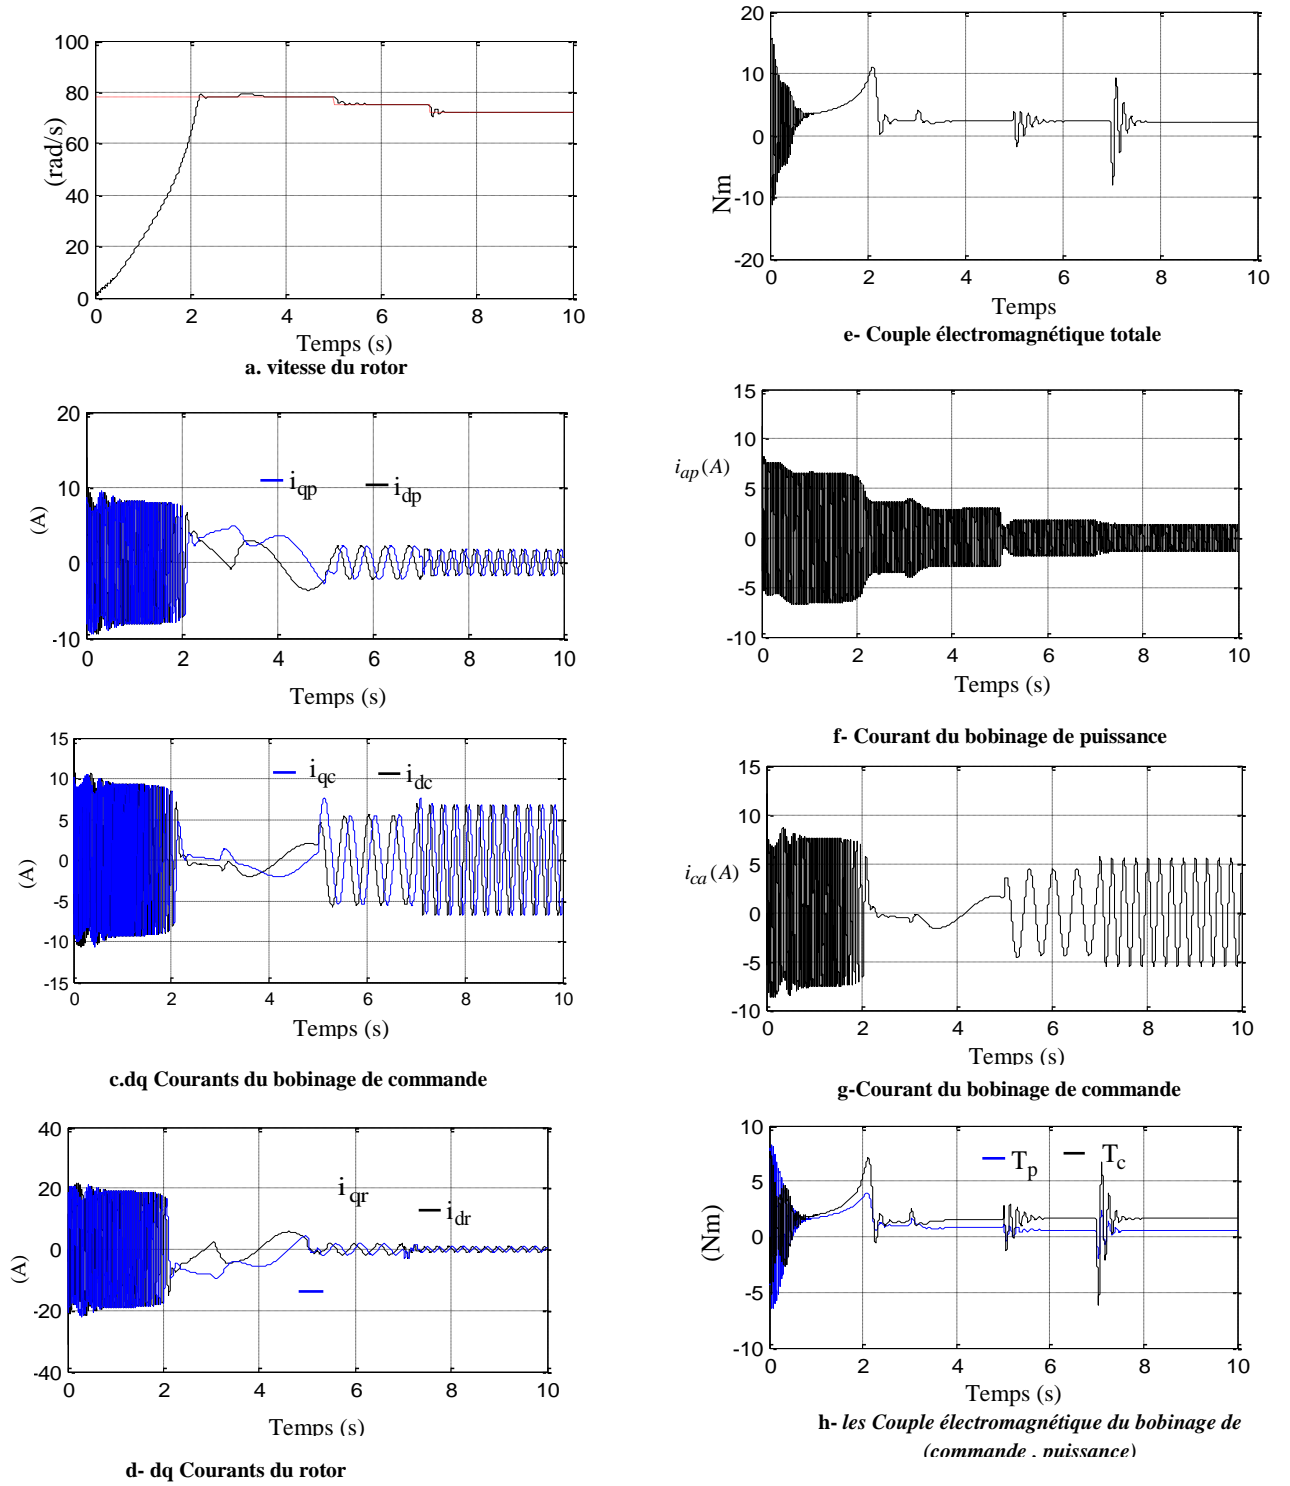 100
80
60
40
20
0
(rad/s)
0 2 4 6 8 10
Temps (s)
a. vitesse du rotor
20
10
0
-10
(A)
i_qp i_dp
0 2 4 6 8 10
Temps (s)
15
10
5
0
-5
-10
-15
(A)
i_qc i_dc
0 2 4 6 8 10
Temps (s)
c.dq Courants du bobinage de commande
40
20
0
-20
-40
(A)
i_qr
i_dr
0 2 4 6 8 10
Temps (s)
d- dq Courants du rotor
20
10
0
-10
-20
Nm
0 2 4 6 8 10
Temps
e- Couple électromagnétique totale
15
10
5
0
-5
-10
i_ap (A)
0 2 4 6 8 10
Temps (s)
f- Courant du bobinage de puissance
15
10
5
0
-5
-10
i_ca (A)
0 2 4 6 8 10
Temps (s)
g-Courant du bobinage de commande
10
5
0
-5
-10
(Nm)
T_p T_c
0 2 4 6 8 10
Temps (s)
h- les Couple électromagnétique du bobinage de
(commande , puissance)